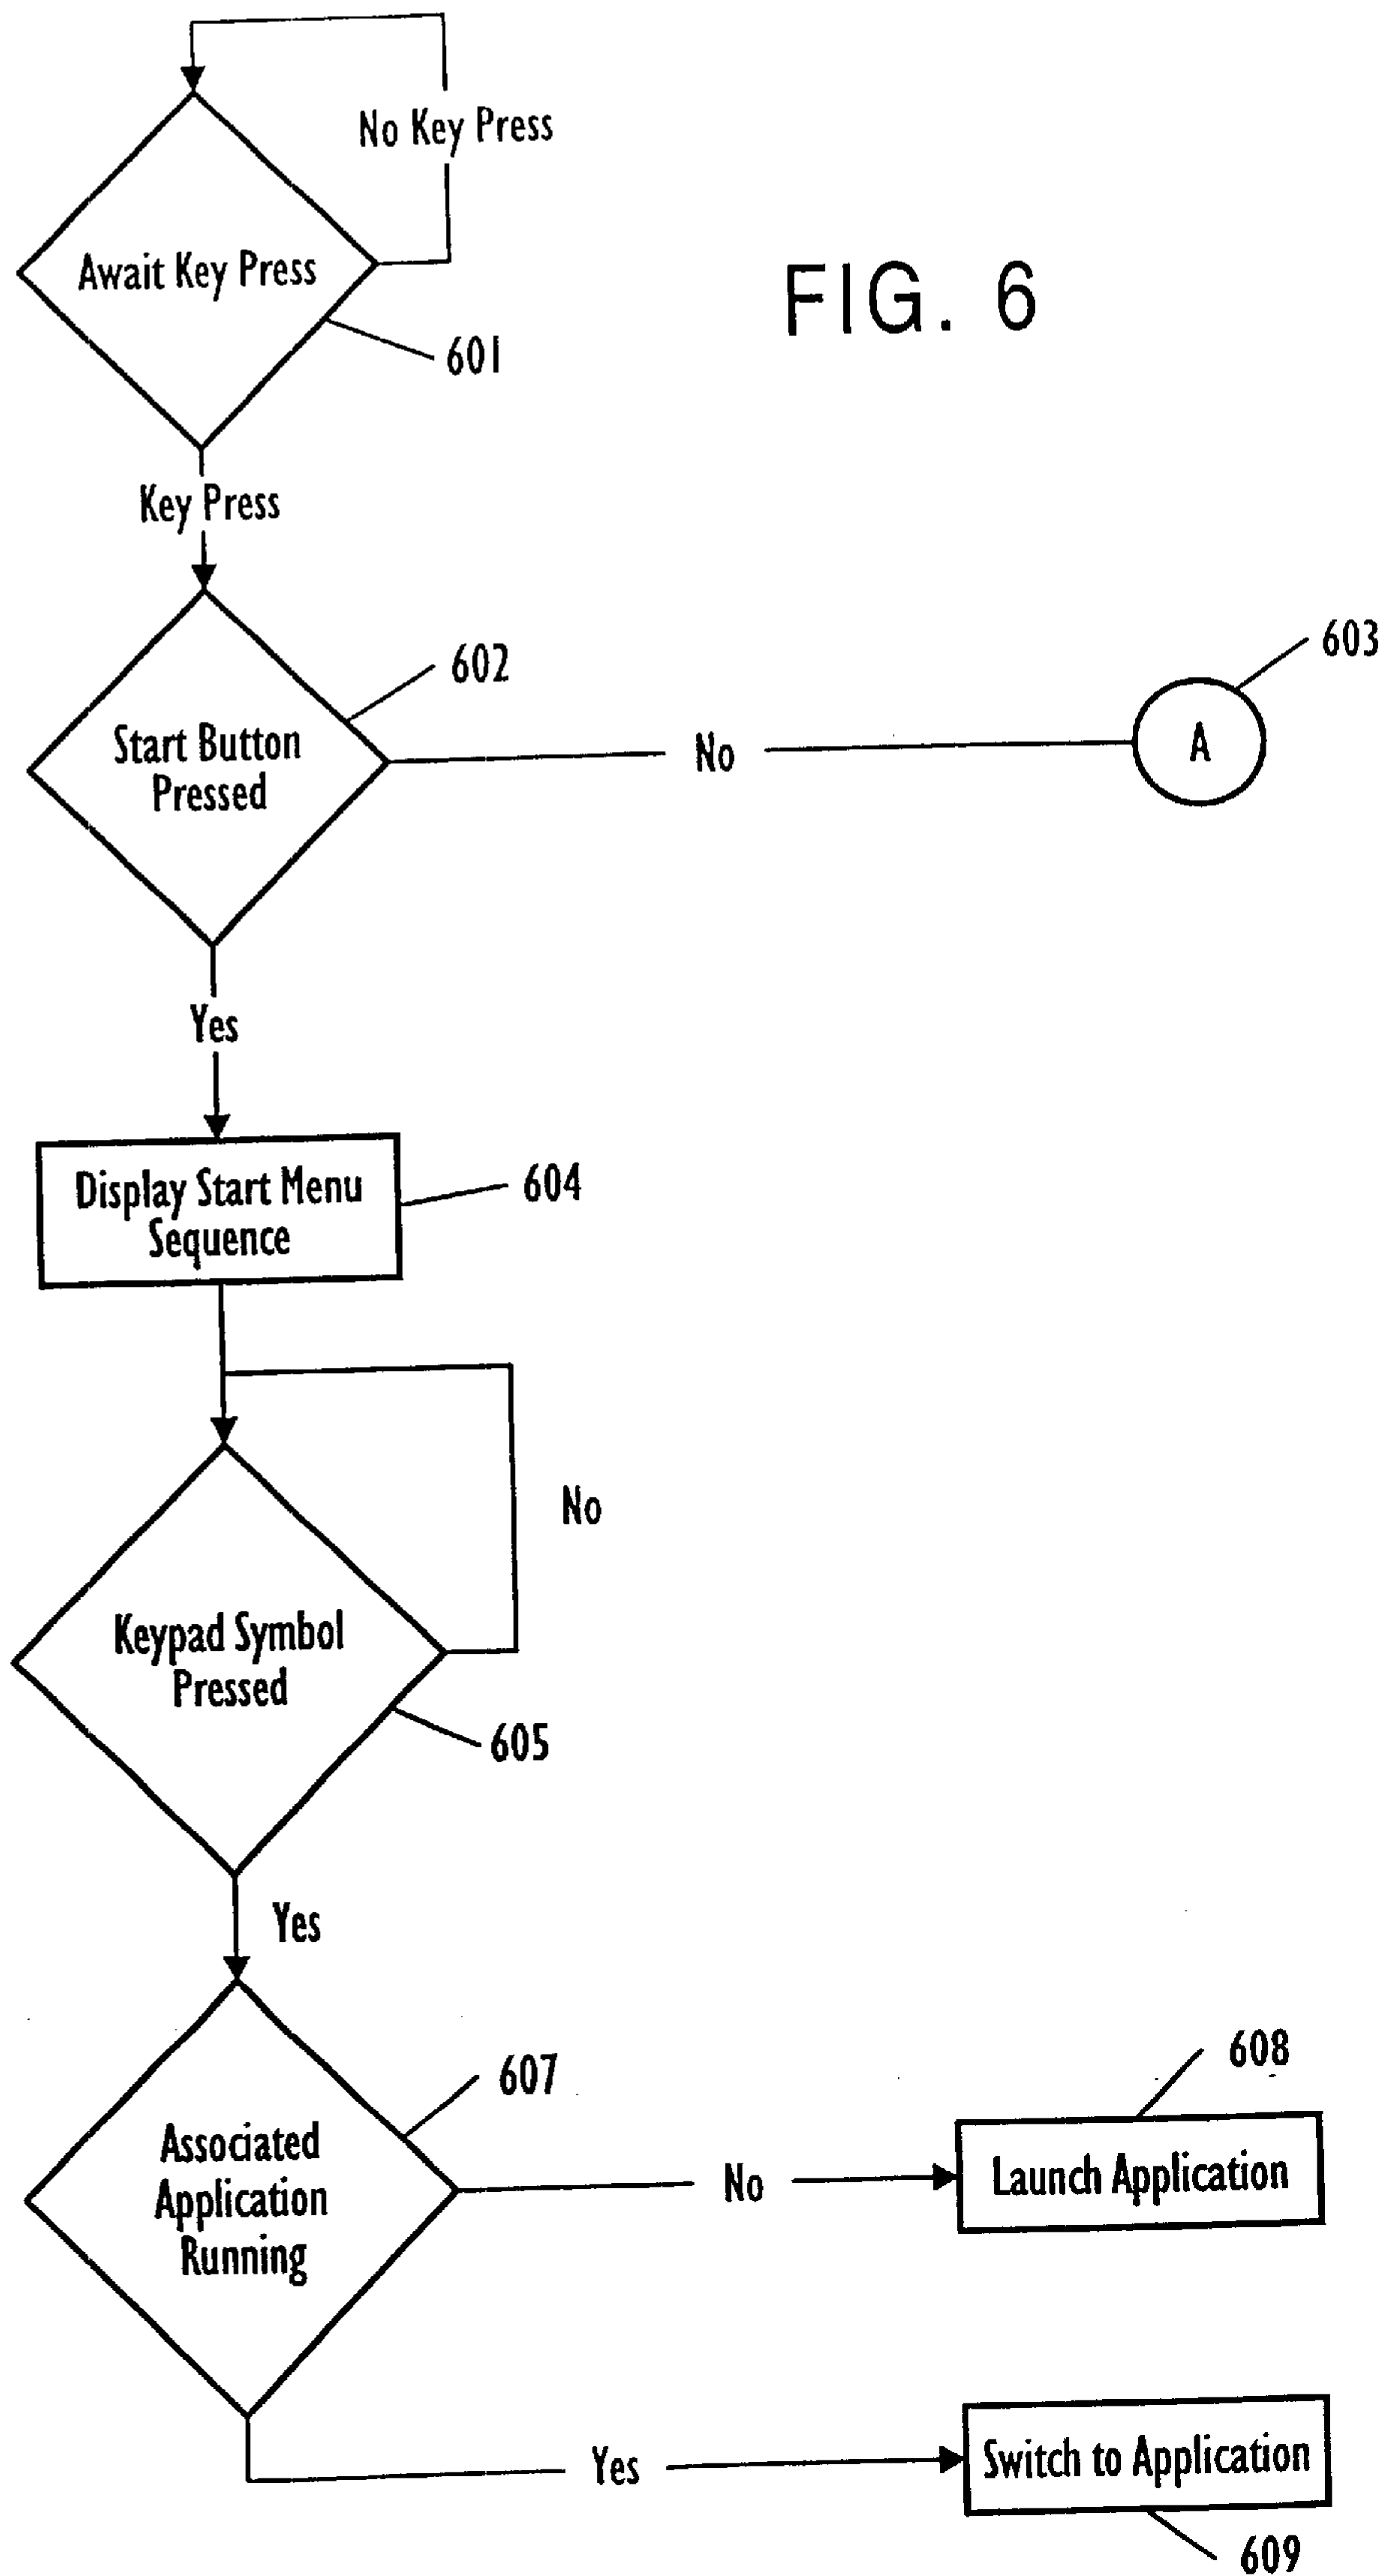 No Key Press
Await Key Press
FIG. 6
601
Key Press
602
603
Start Button
Pressed
No
A
Yes
Display Start Menu
Sequence
604
No
Keypad Symbol
Pressed
605
Yes
607
608
Associated
Application
Running
No
Launch Application
Yes
Switch to Application
609